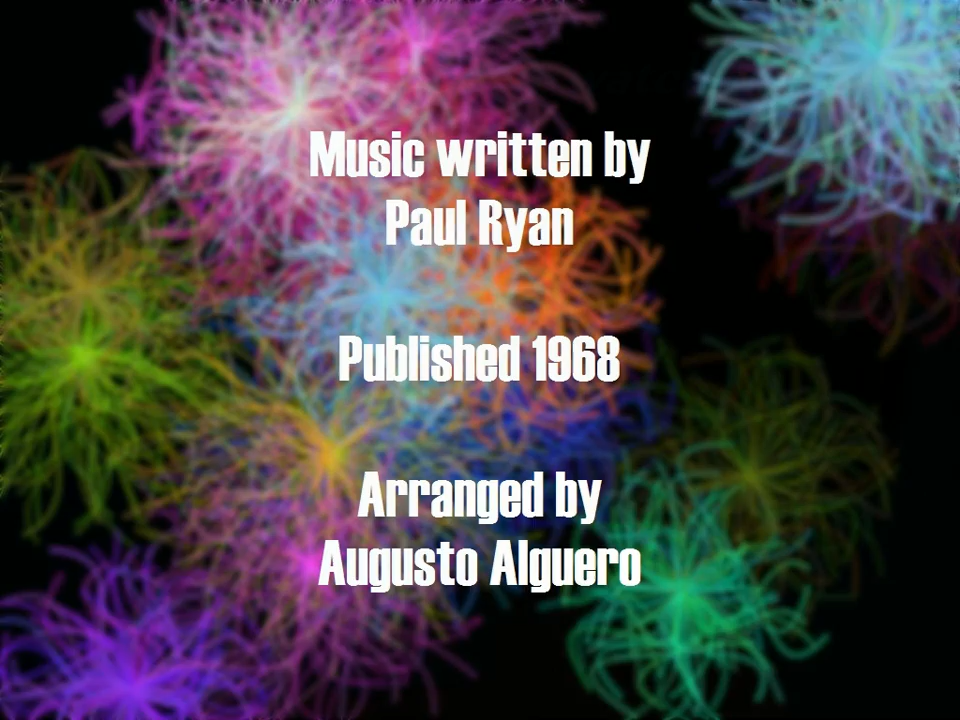 Music written by
Paul Ryan
Published 1968
Arranged by
Augusto Alguero